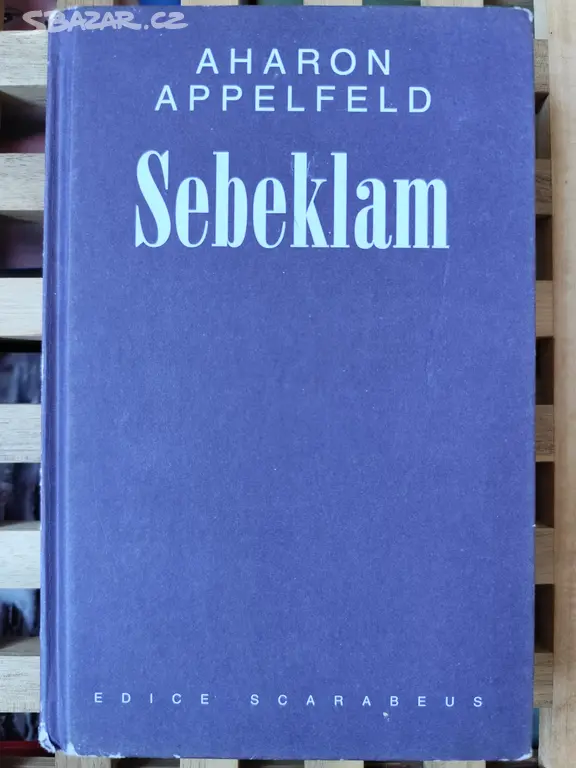 SBAZAR.CZ
AHARON
APPELFELD
Sebeklam
EDICE SCARABEUS